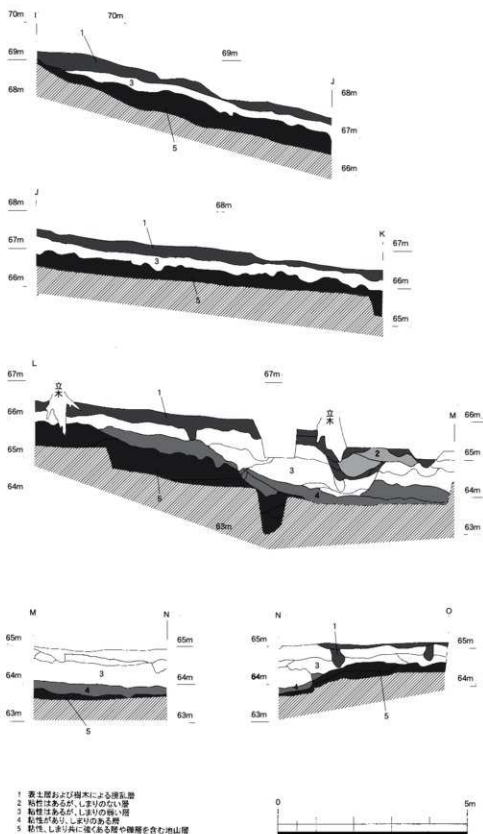 70m I 70m
1
69m 69m
3 J
68m 68m
67m
5
66m
J
68m 68m
K
1
67m 67m
3
66m 66m
5
65m
L
67m 67m
立木 立木
1 M
66m 66m
2
65m 65m
3
64m 5 4 64m
63m 63m
M N N O
1
65m 65m 65m 65m
3 3
64m 64m 64m 64m
4 4
63m 63m 63m 63m
5 5
1 表土層および樹木による擾乱層
2 粘性はあるが、しまりのない層
3 粘性はあるが、しまりの弱い層
4 粘性があり、しまりのある層
5 粘性、しまり共に強くある層や礫層を含む地山層
0 5m